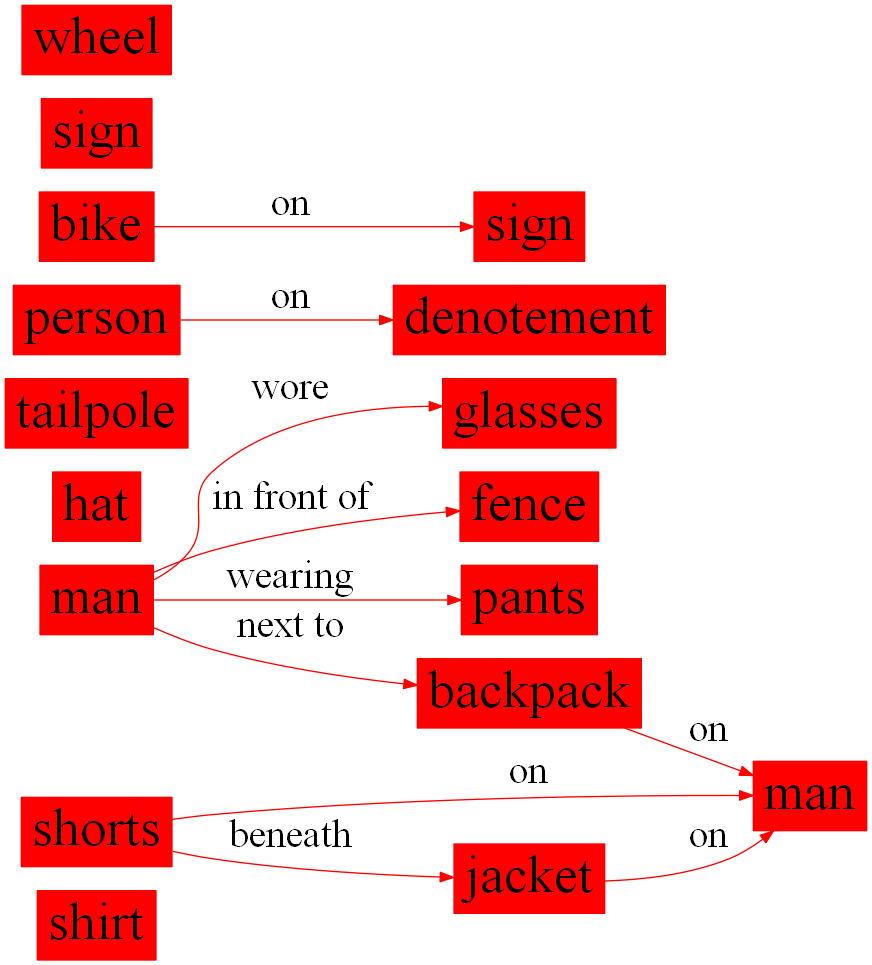 wheel
sign
bike on sign
person on denotement
tailpole wore glasses
hat in front of fence
man wearing pants
next to
backpack
on
on
man
shorts beneath on
jacket
shirt